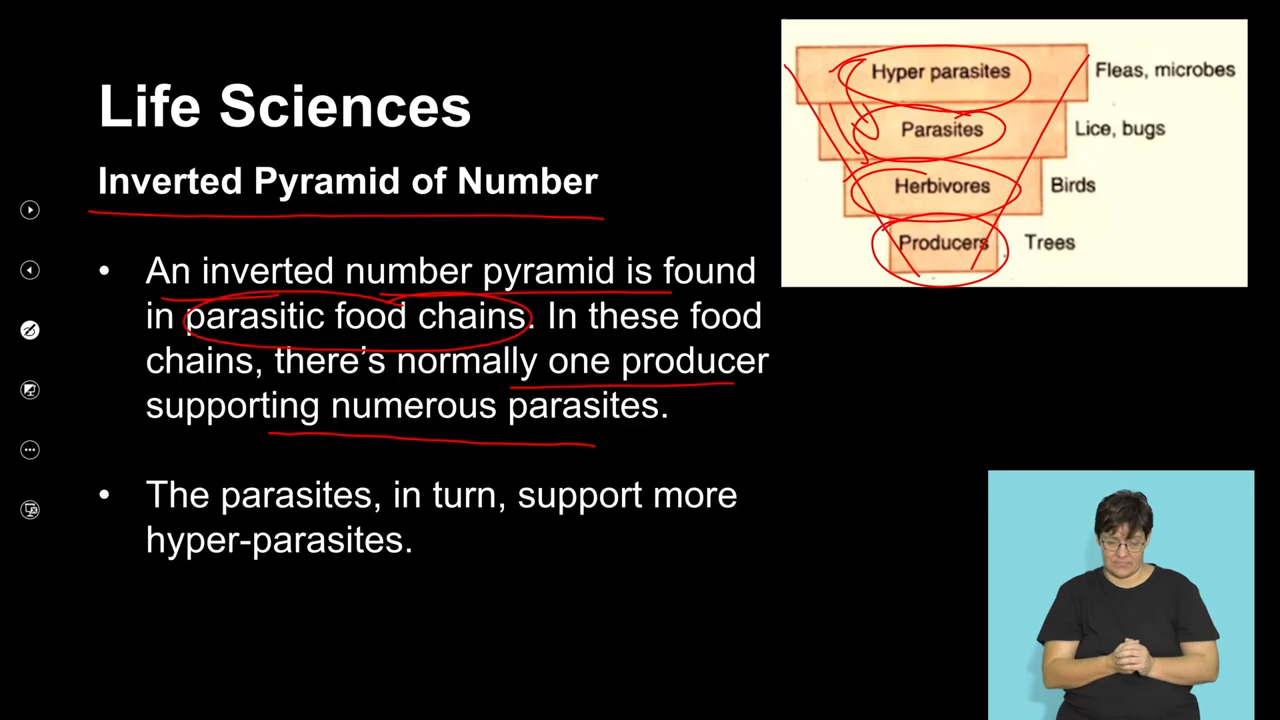 Life Sciences
Inverted Pyramid of Number
• An inverted number pyramid is found
in parasitic food chains. In these food
chains, there’s normally one producer
supporting numerous parasites.
• The parasites, in turn, support more
hyper-parasites.
Hyper parasites Fleas, microbes
Parasites Lice, bugs
Herbivores Birds
Producers Trees